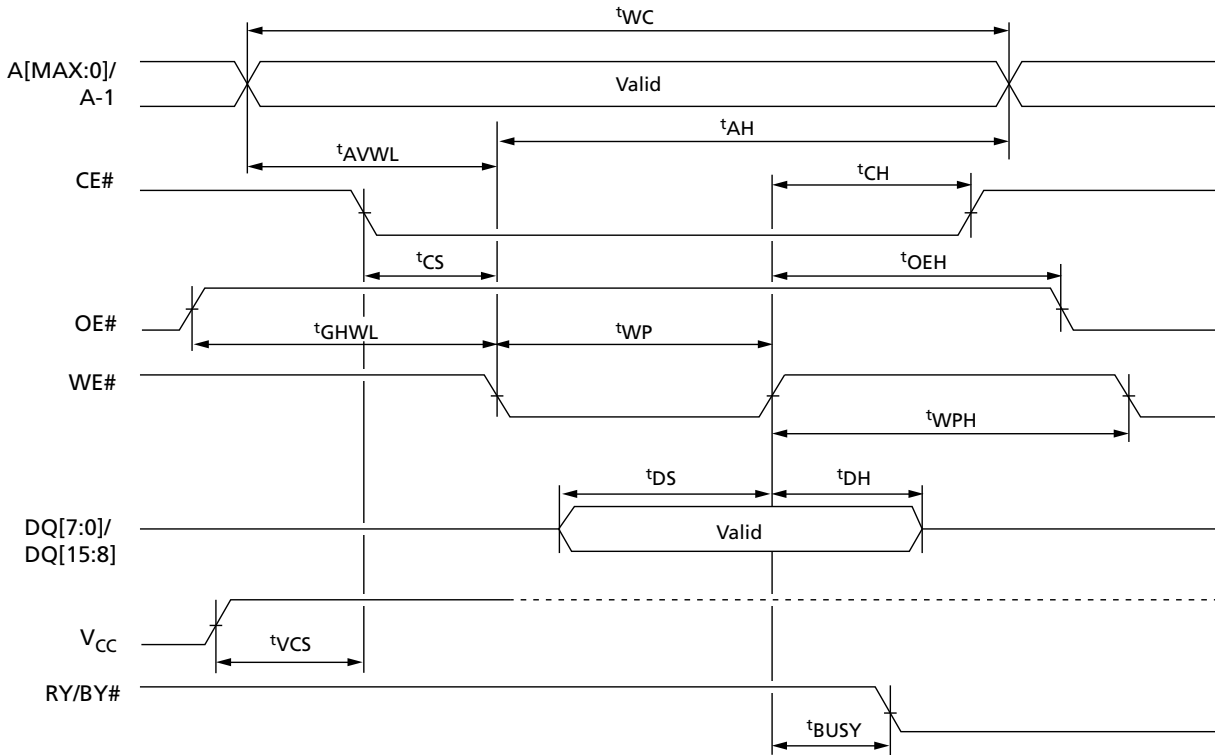 tWC
A[MAX:0]/
A-1
Valid
tAH
tAVWL
CE#
tCH
tCS
tOEH
OE#
tGHWL
tWP
WE#
tWPH
tDS
tDH
DQ[7:0]/
DQ[15:8]
Valid
VCC
tVCS
RY/BY#
tBUSY